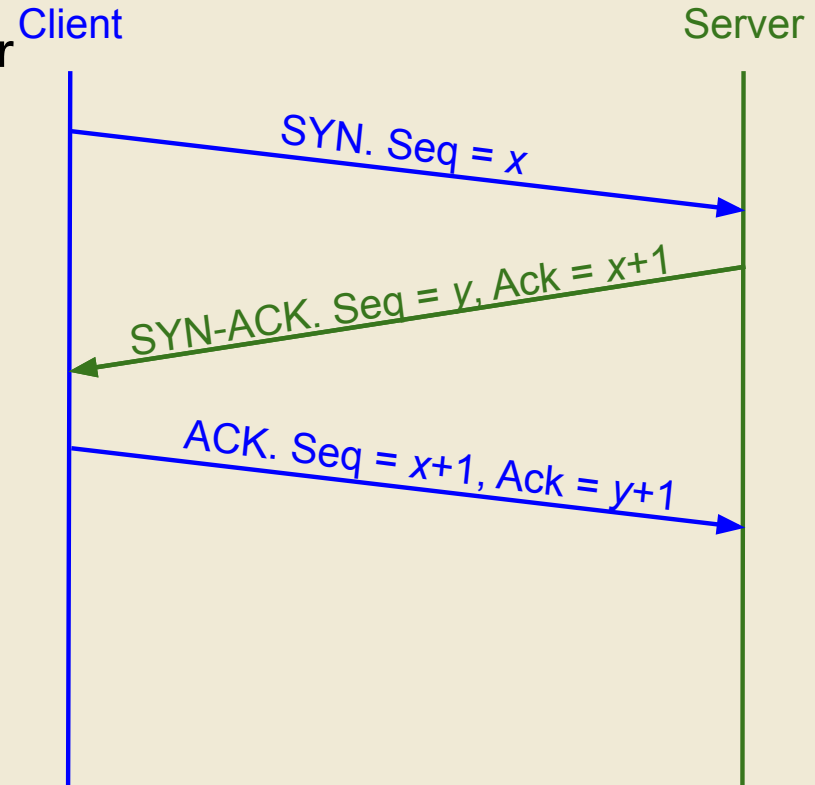 Client
Server
r
SYN. Seq = x
SYN-ACK. Seq = y, Ack = x+1
ACK. Seq = x+1, Ack = y+1